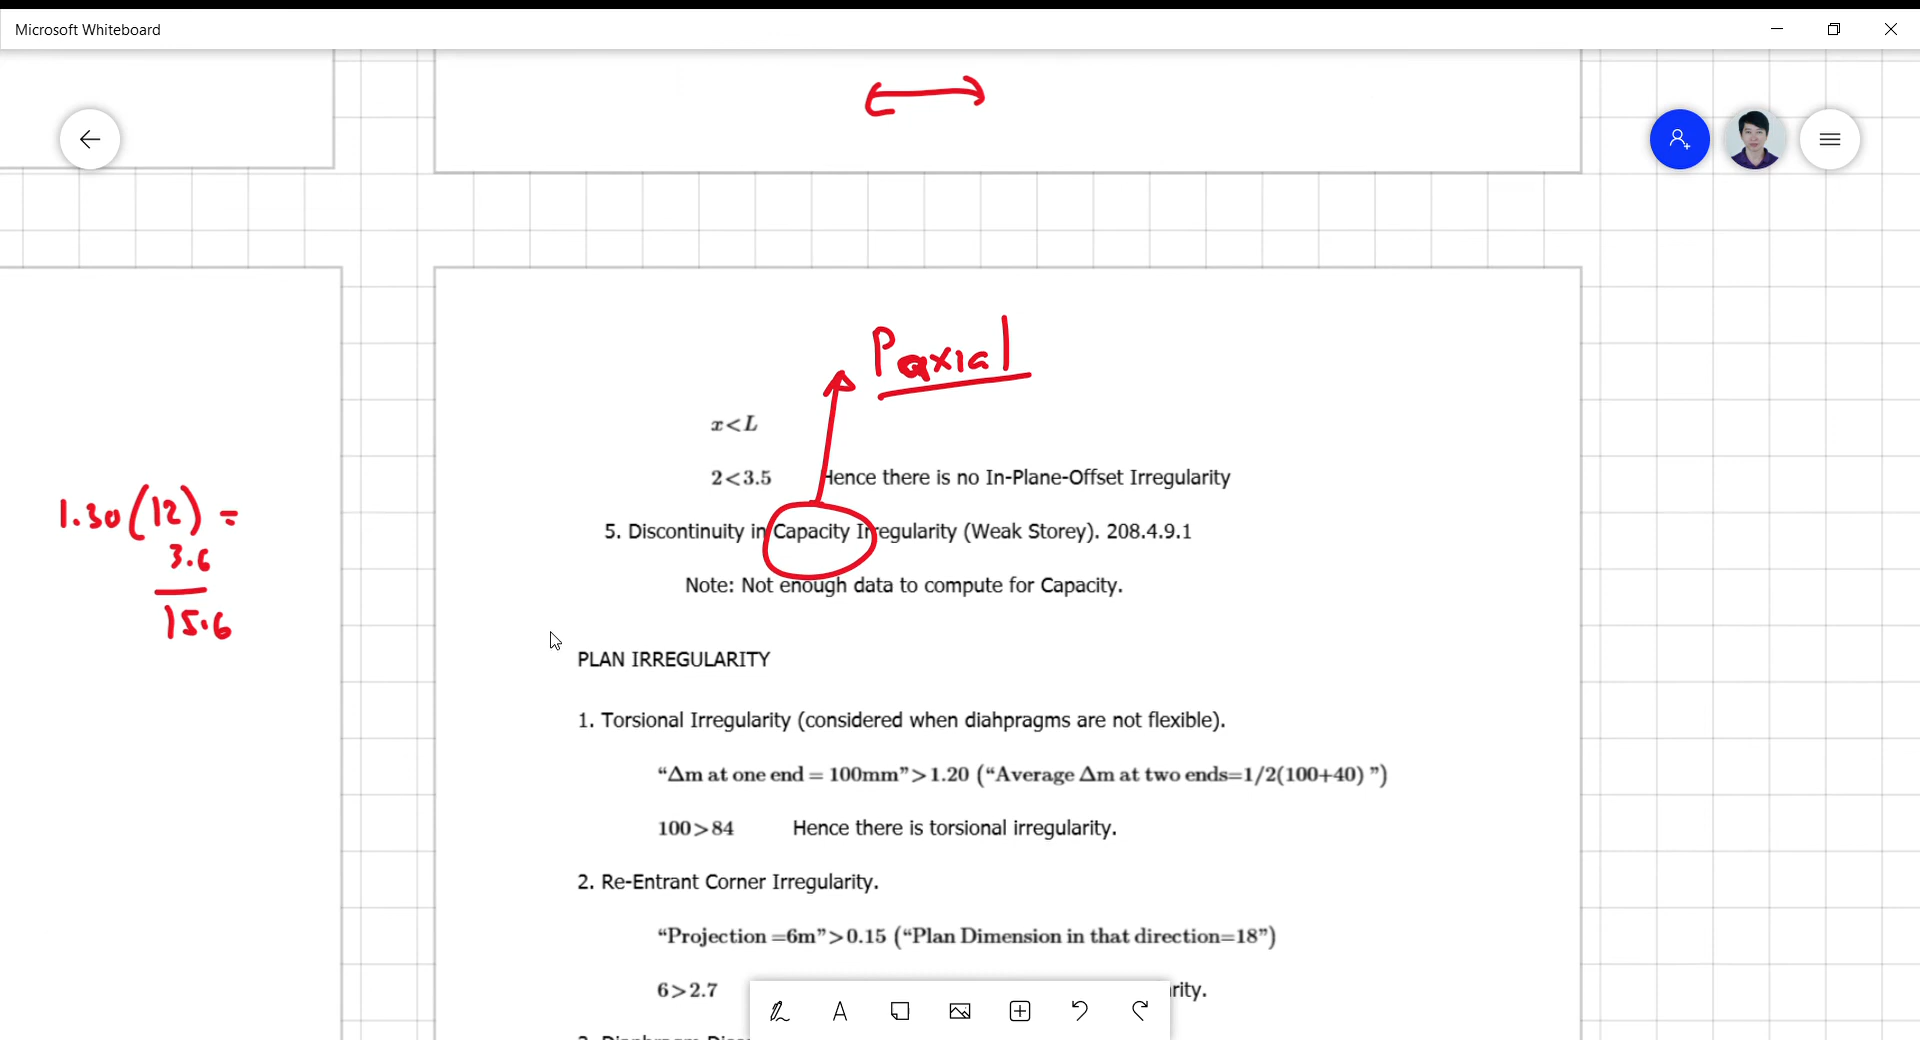 Microsoft Whiteboard
Paxial
x<L
2<3.5 Hence there is no In-Plane-Offset Irregularity
1.30(12) =
3.6
15.6
5. Discontinuity in Capacity Irregularity (Weak Storey). 208.4.9.1
Note: Not enough data to compute for Capacity.
PLAN IRREGULARITY
1. Torsional Irregularity (considered when diahpragms are not flexible).
“Δm at one end = 100mm”>1.20 (“Average Δm at two ends=1/2(100+40) ”)
100>84 Hence there is torsional irregularity.
2. Re-Entrant Corner Irregularity.
“Projection =6m”>0.15 (“Plan Dimension in that direction=18”)
6>2.7 rity.